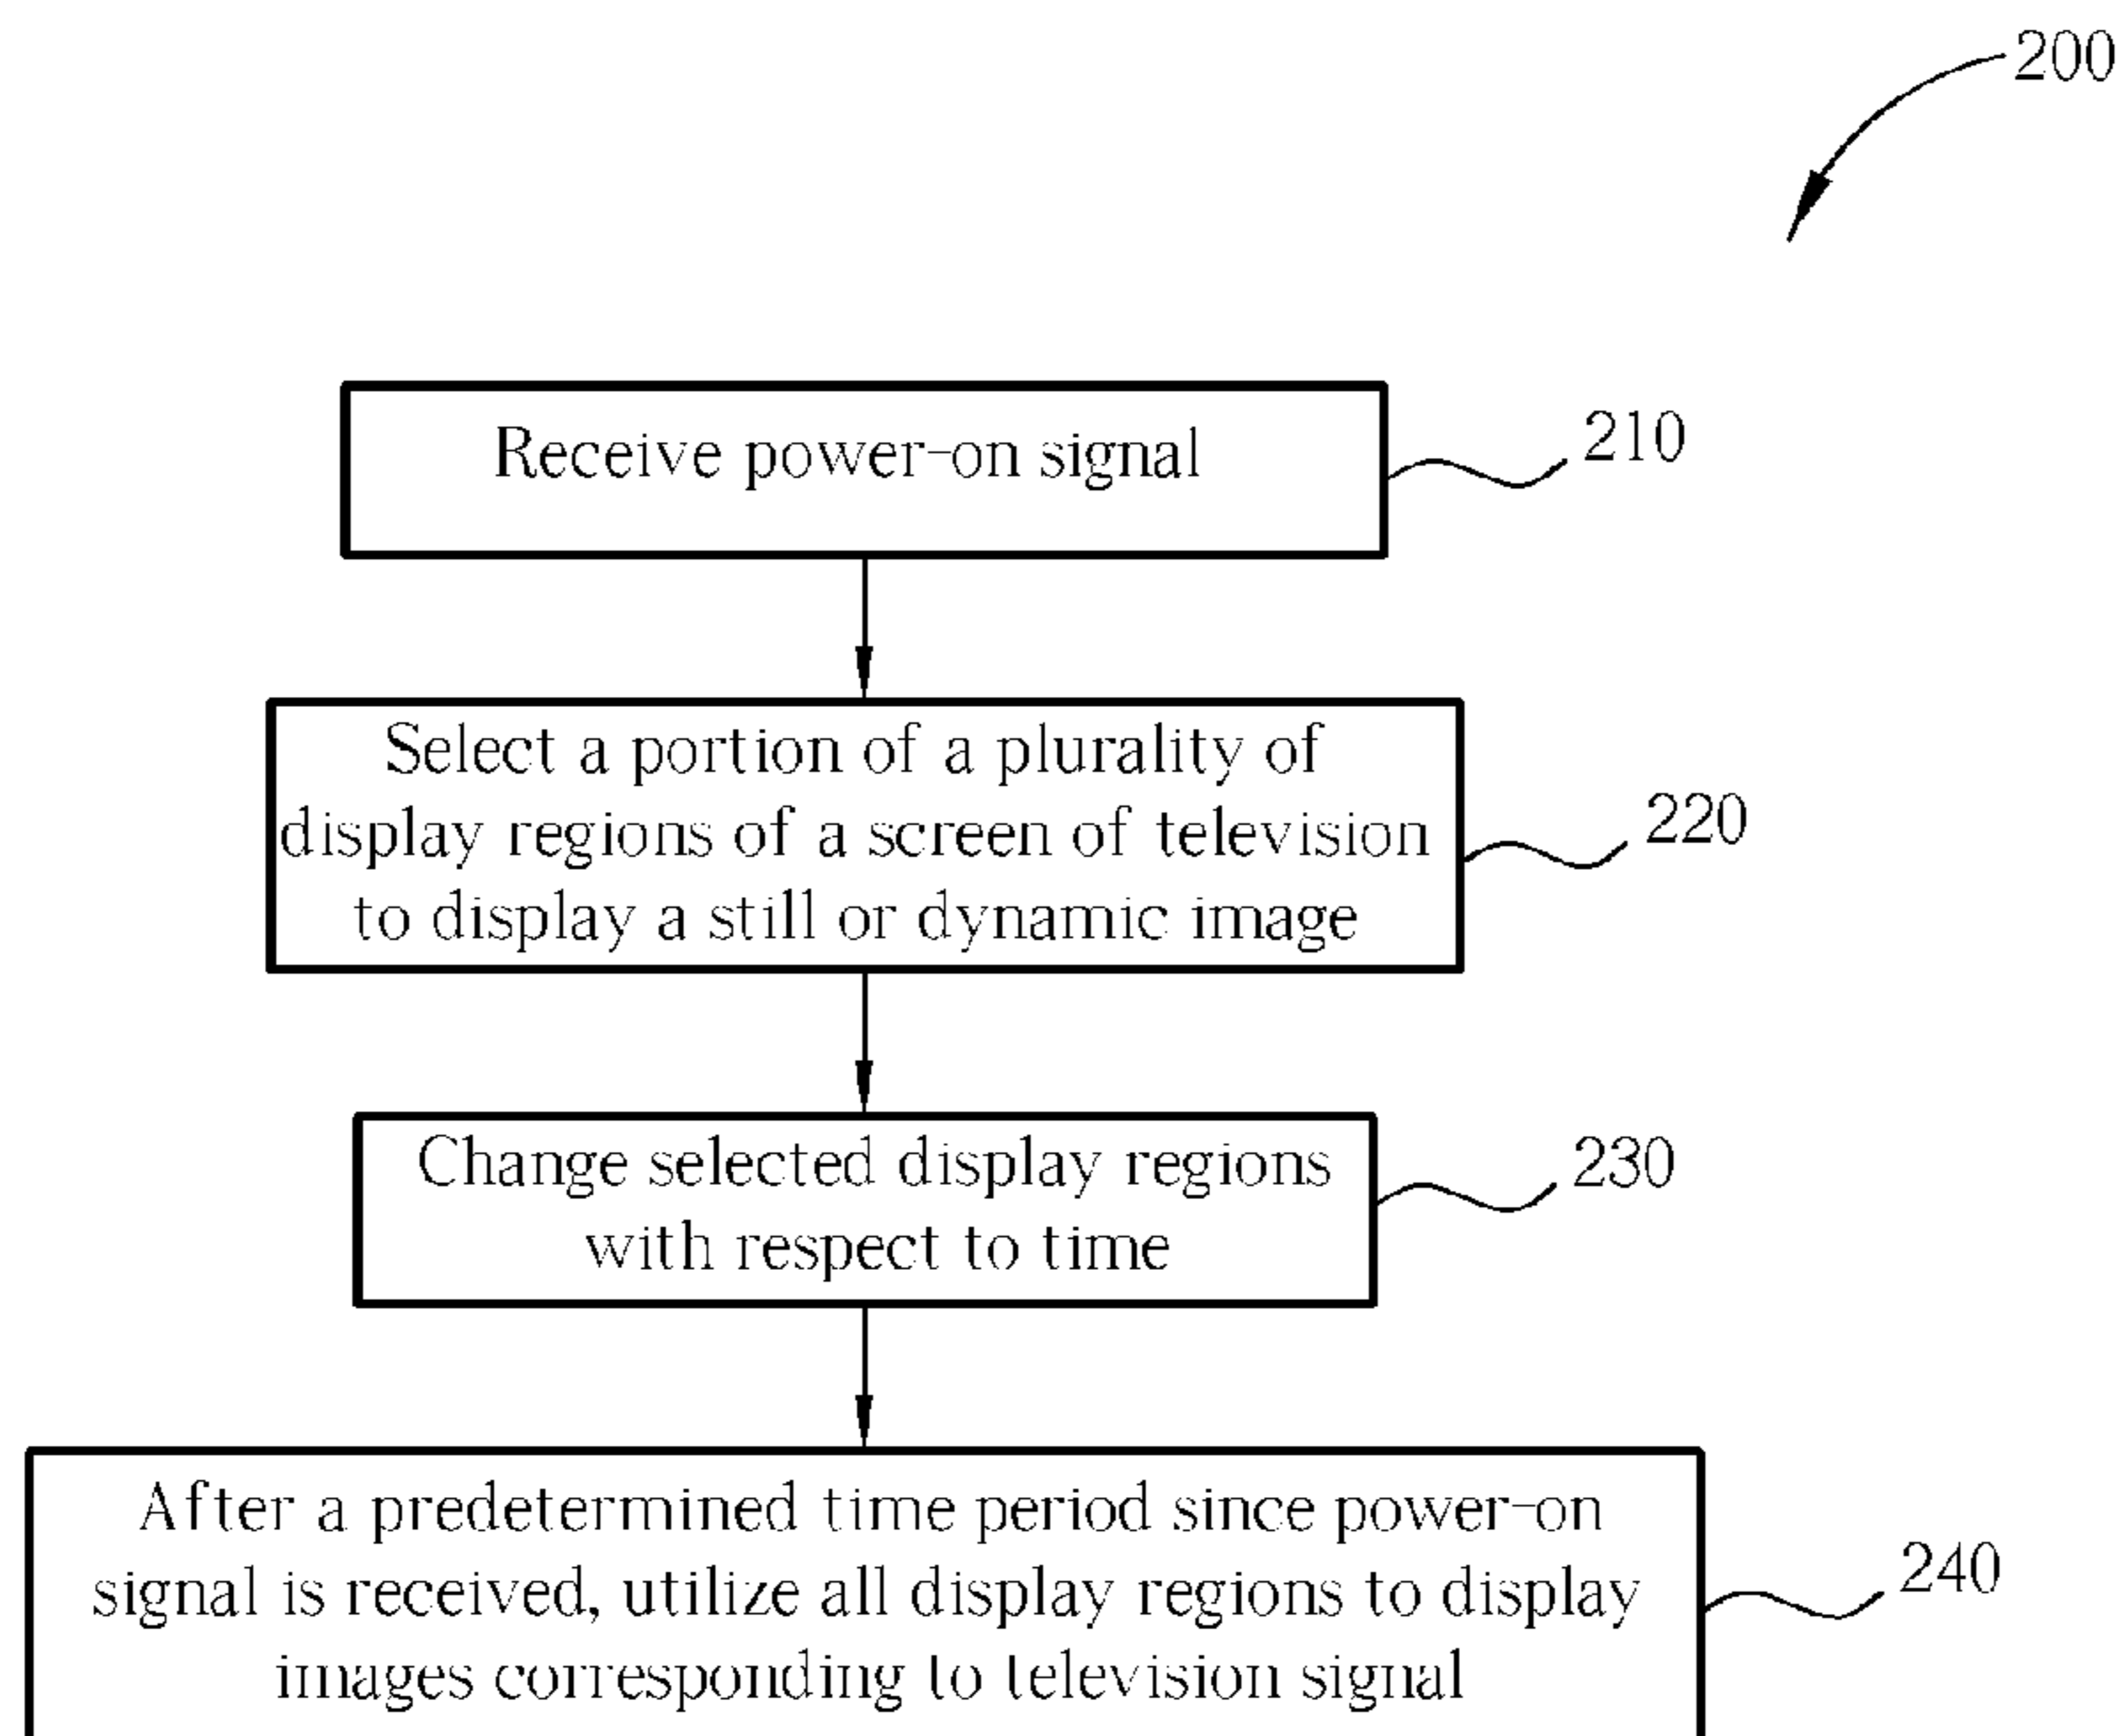 200
Receive power-on signal
210
Select a portion of a plurality of
display regions of a screen of television
to display a still or dynamic image
220
Change selected display regions
with respect to time
230
After a predetermined time period since power-on
signal is received, utilize all display regions to display
images corresponding to television signal
240